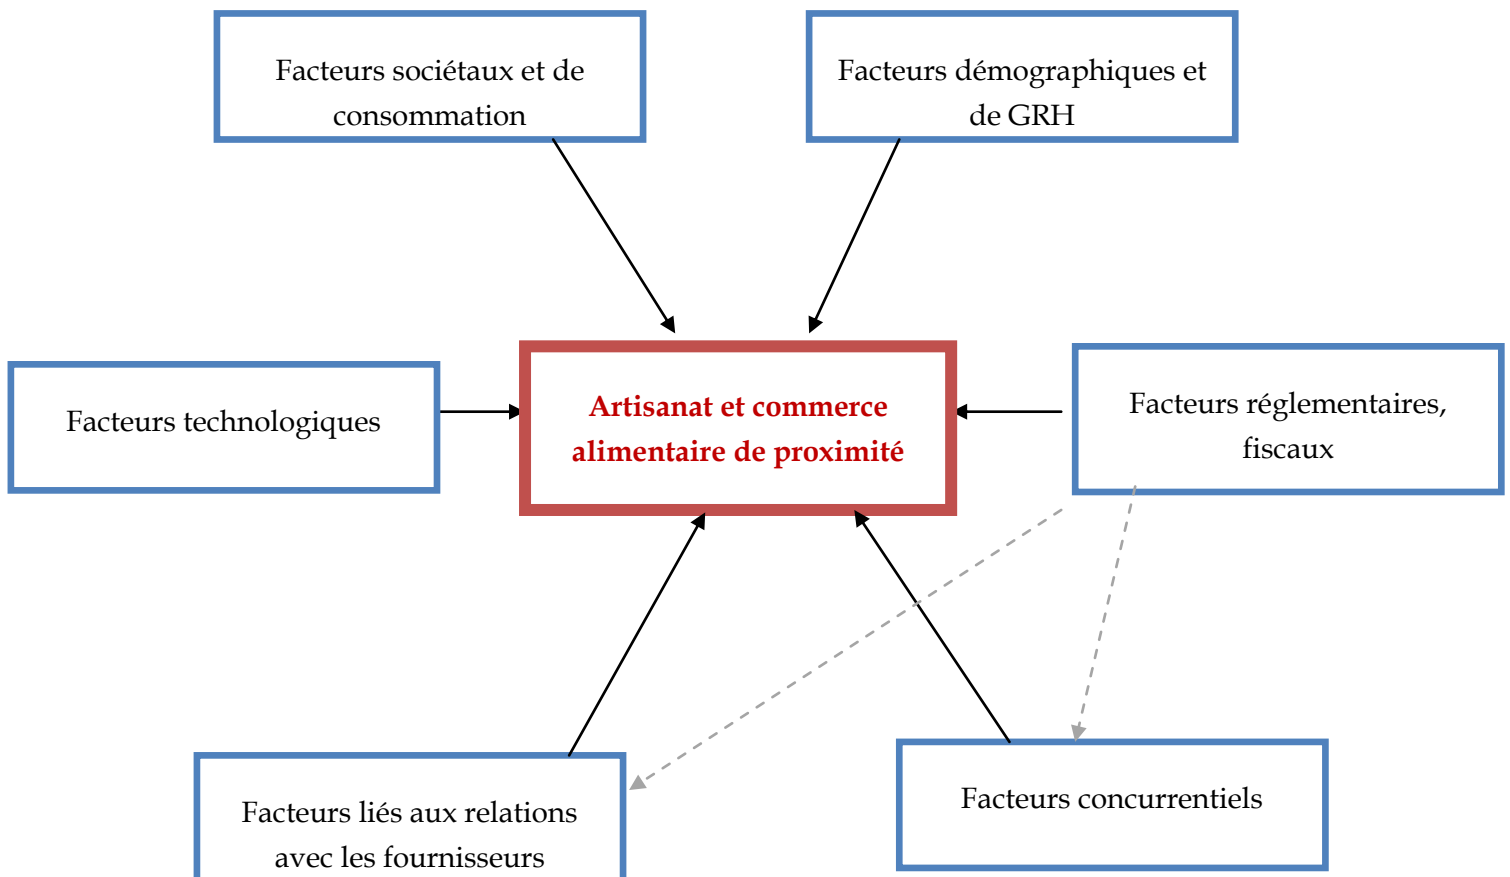 Facteurs sociétaux et de
consommation
Facteurs démographiques et
de GRH
Facteurs technologiques
Artisanat et commerce
alimentaire de proximité
Facteurs réglementaires,
fiscaux
Facteurs liés aux relations
avec les fournisseurs
Facteurs concurrentiels